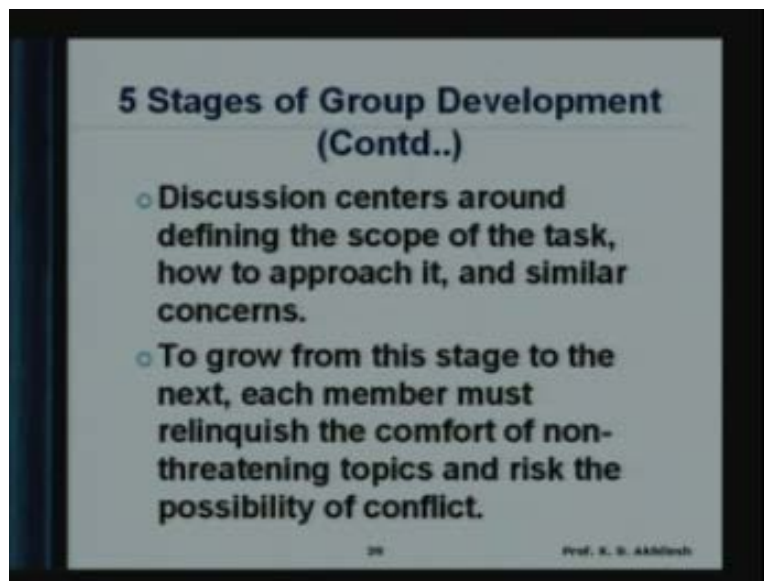 5 Stages of Group Development
(Contd..)
Discussion centers around
defining the scope of the task,
how to approach it, and similar
concerns.
To grow from this stage to the
next, each member must
relinquish the comfort of non-
threatening topics and risk the
possibility of conflict.
Prof. K. B. Akhilesh